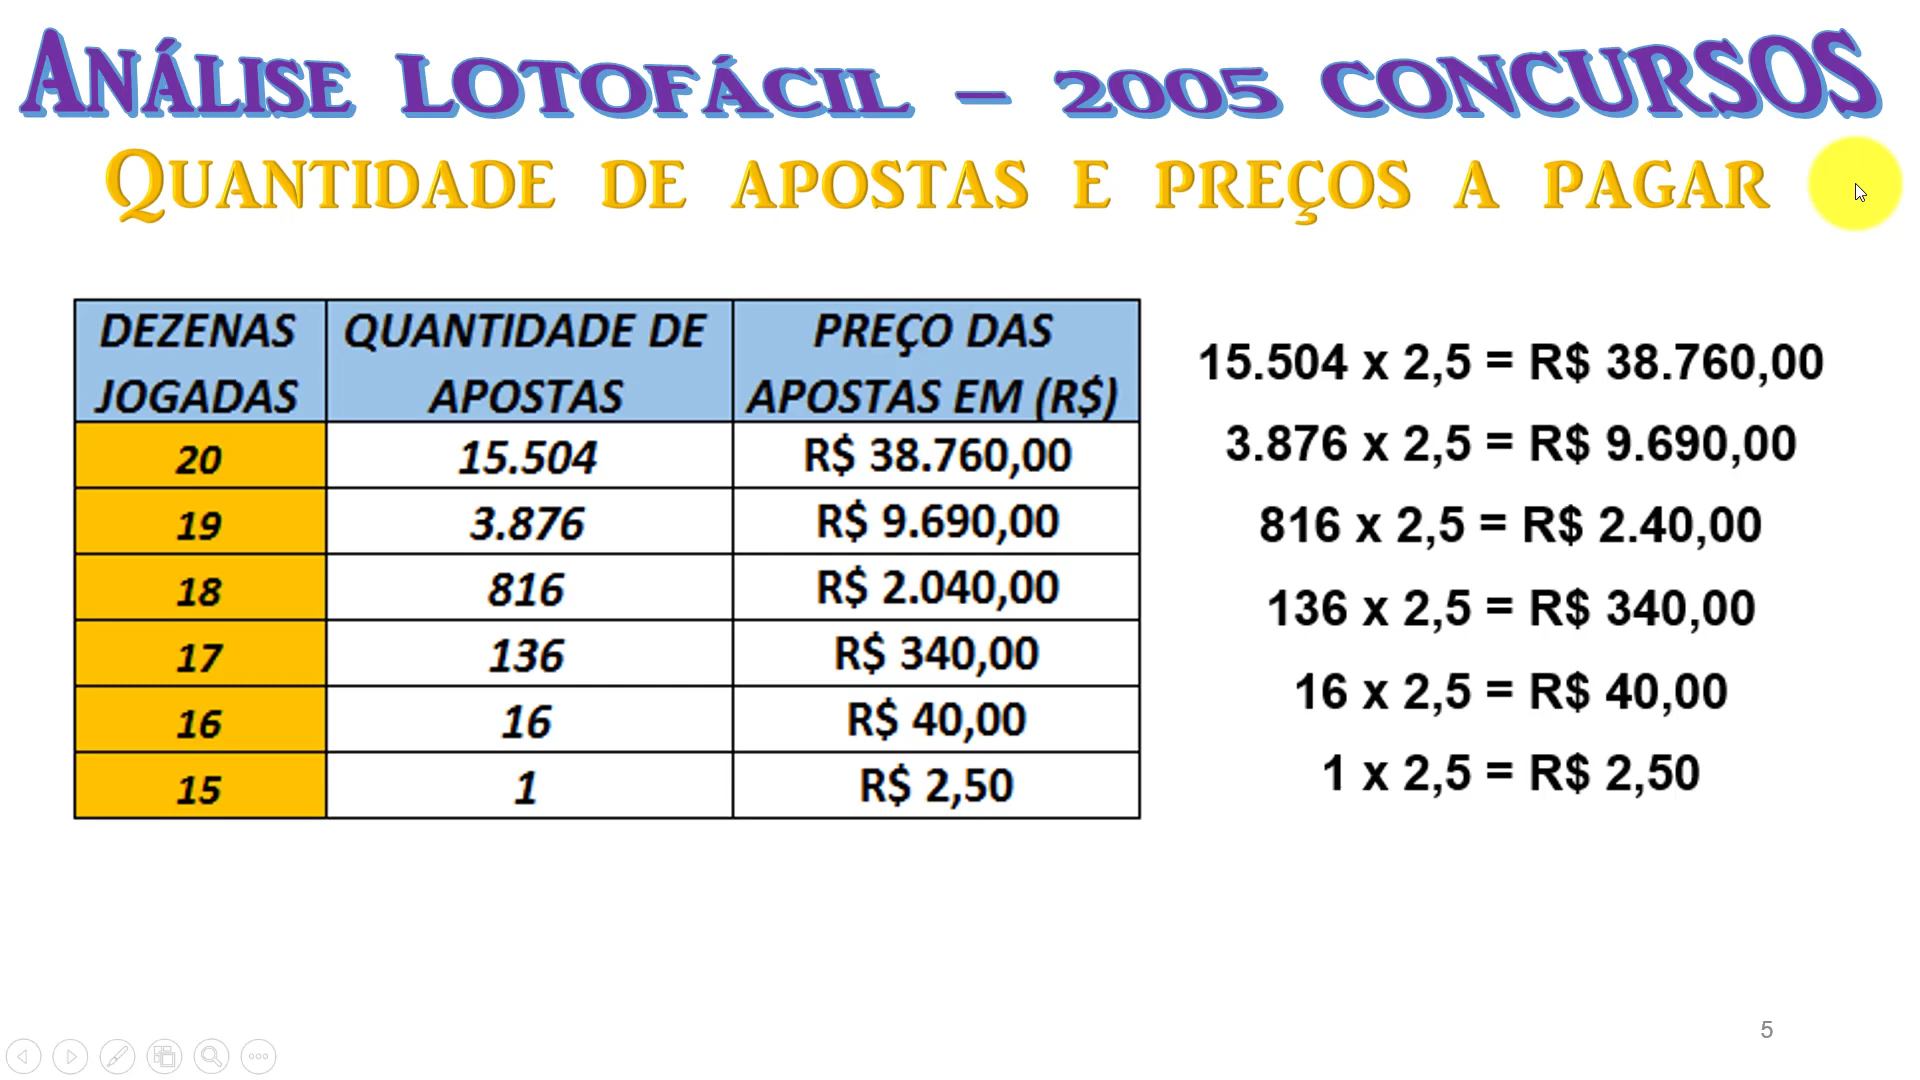 ANÁLISE LOTOFÁCIL – 2005 CONCURSOS
QUANTIDADE DE APOSTAS E PREÇOS A PAGAR
DEZENAS JOGADAS QUANTIDADE DE APOSTAS PREÇO DAS APOSTAS EM (R$)
20 15.504 R$ 38.760,00
19 3.876 R$ 9.690,00
18 816 R$ 2.040,00
17 136 R$ 340,00
16 16 R$ 40,00
15 1 R$ 2,50
15.504 x 2,5 = R$ 38.760,00
3.876 x 2,5 = R$ 9.690,00
816 x 2,5 = R$ 2.40,00
136 x 2,5 = R$ 340,00
16 x 2,5 = R$ 40,00
1 x 2,5 = R$ 2,50
5